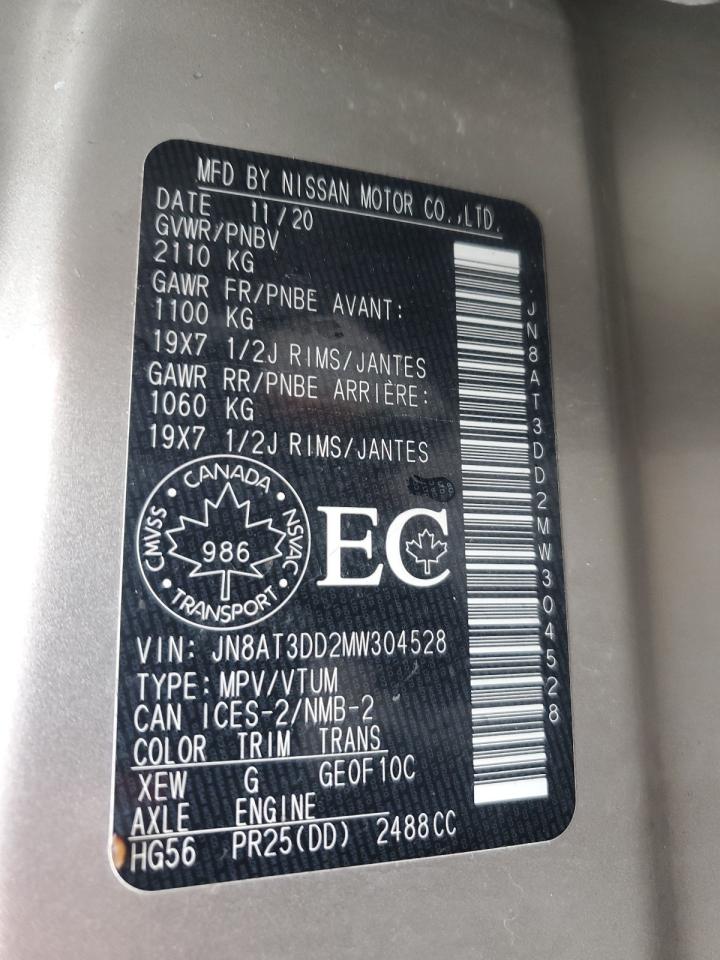 MFD BY NISSAN MOTOR CO.,LTD.
DATE 11/20
GVWR/PNBV
2110 KG
GAWR FR/PNBE AVANT:
1100 KG
19X7 1/2J RIMS/JANTES
GAWR RR/PNBE ARRIÈRE:
1060 KG
19X7 1/2J RIMS/JANTES
CANADA
CMVSS
NSVAC
986
TRANSPORT
EC
VIN: JN8AT3DD2MW304528
TYPE: MPV/VTUM
CAN ICES-2/NMB-2
COLOR TRIM TRANS
XEW G GEOF10C
AXLE ENGINE
HG56 PR25(DD) 2488CC
JN8AT3DD2MW304528